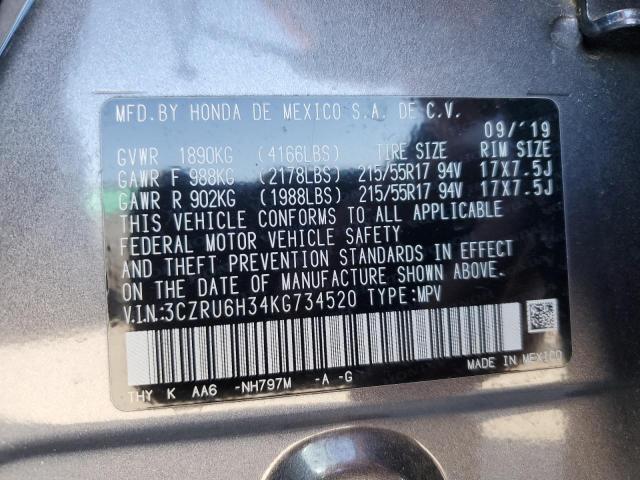 MFD.BY HONDA DE MEXICO S.A. DE C.V.
09/'19
GVWR 1890KG (4166LBS) TIRE SIZE RIM SIZE
GAWR F 988KG (2178LBS) 215/55R17 94V 17X7.5J
GAWR R 902KG (1988LBS) 215/55R17 94V 17X7.5J
THIS VEHICLE CONFORMS TO ALL APPLICABLE
FEDERAL MOTOR VEHICLE SAFETY
AND THEFT PREVENTION STANDARDS IN EFFECT
ON THE DATE OF MANUFACTURE SHOWN ABOVE.
V.I.N:3CZRU6H34KG734520 TYPE:MPV
MADE IN MEXICO
THY K AA6 -NH797M -A -G